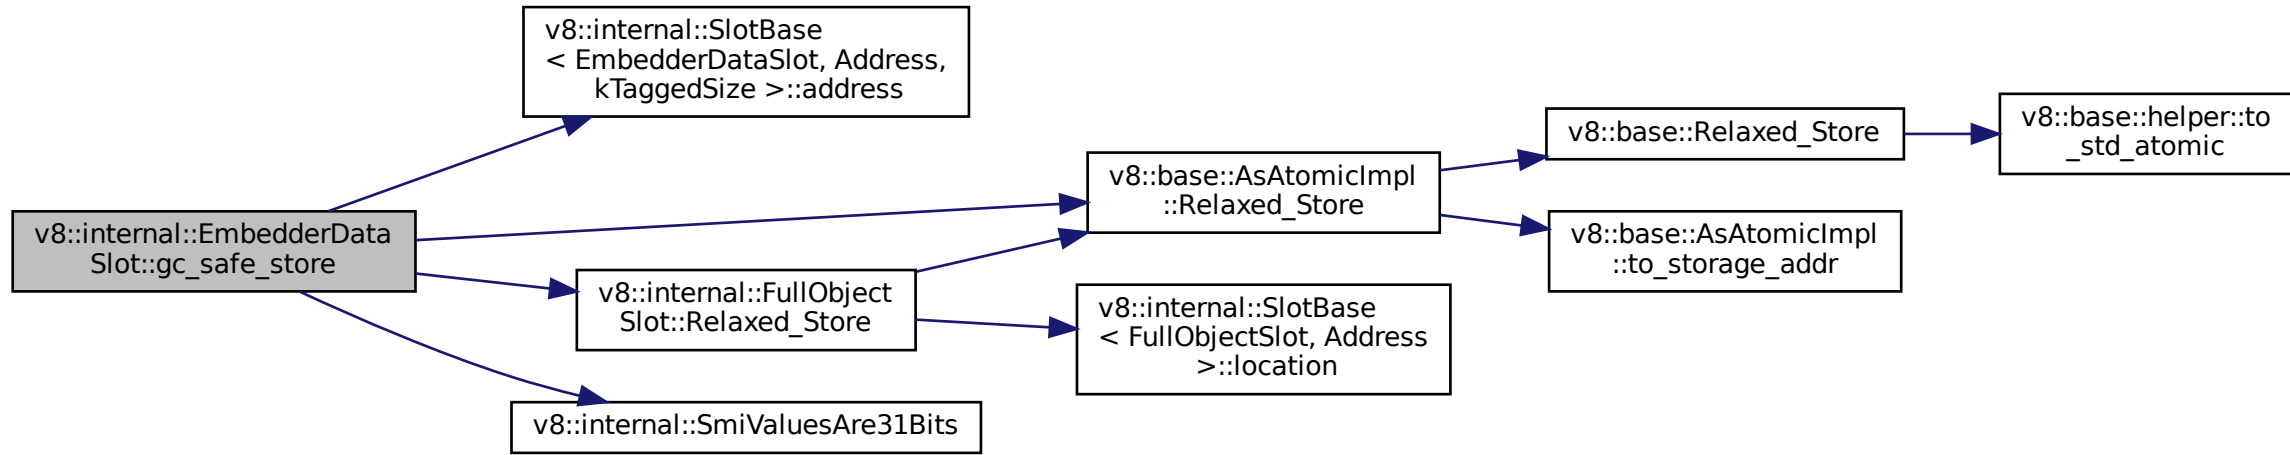 v8::internal::SlotBase
< EmbedderDataSlot, Address,
kTaggedSize >::address
v8::internal::EmbedderData
Slot::gc_safe_store
v8::internal::FullObject
Slot::Relaxed_Store
v8::internal::SmiValuesAre31Bits
v8::base::AsAtomicImpl
::Relaxed_Store
v8::internal::SlotBase
< FullObjectSlot, Address
>::location
v8::base::Relaxed_Store
v8::base::AsAtomicImpl
::to_storage_addr
v8::base::helper::to
_std_atomic